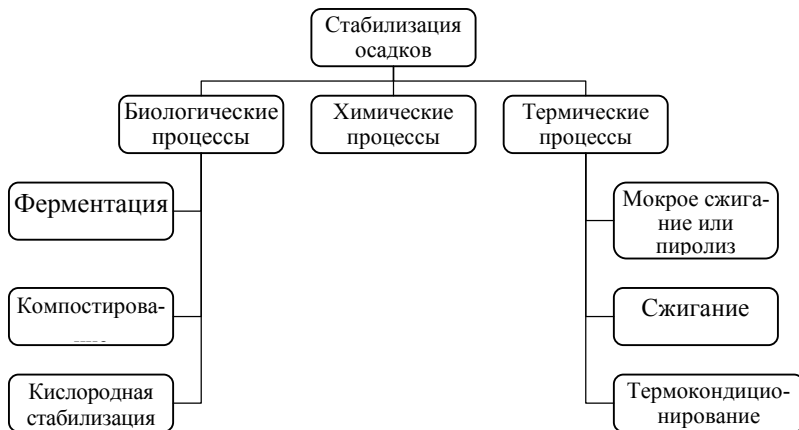 Стабилизация
осадков
Биологические
процессы
Химические
процессы
Термические
процессы
Ферментация
Компостирова-
Кислородная
стабилизация
Мокрое сжига-
ние или
пиролиз
Сжигание
Термокондицио-
нирование